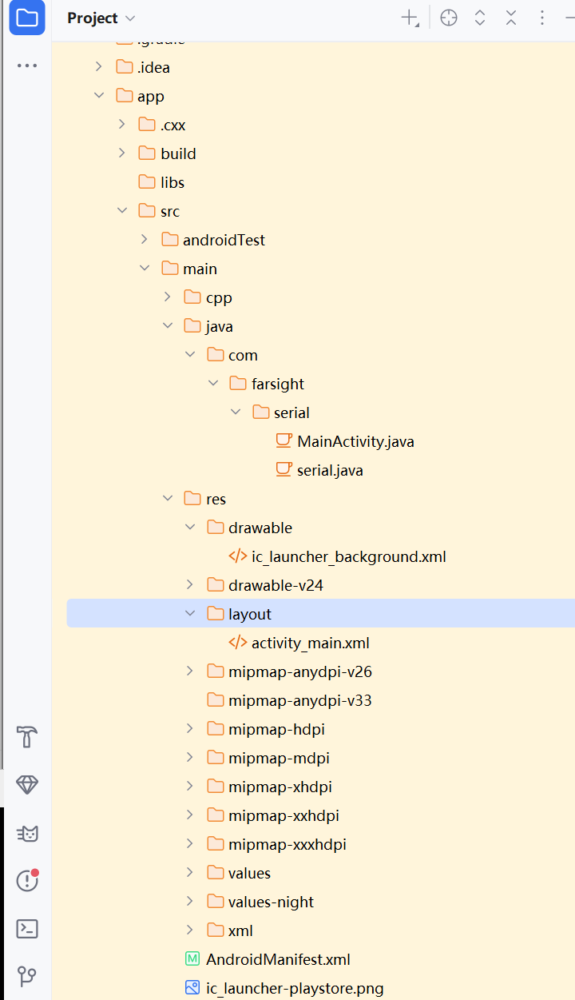 Project
.gradle
.idea
app
.cxx
build
libs
src
androidTest
main
cpp
java
com
farsight
serial
MainActivity.java
serial.java
res
drawable
ic_launcher_background.xml
drawable-v24
layout
activity_main.xml
mipmap-anydpi-v26
mipmap-anydpi-v33
mipmap-hdpi
mipmap-mdpi
mipmap-xhdpi
mipmap-xxhdpi
mipmap-xxxhdpi
values
values-night
xml
AndroidManifest.xml
ic_launcher-playstore.png